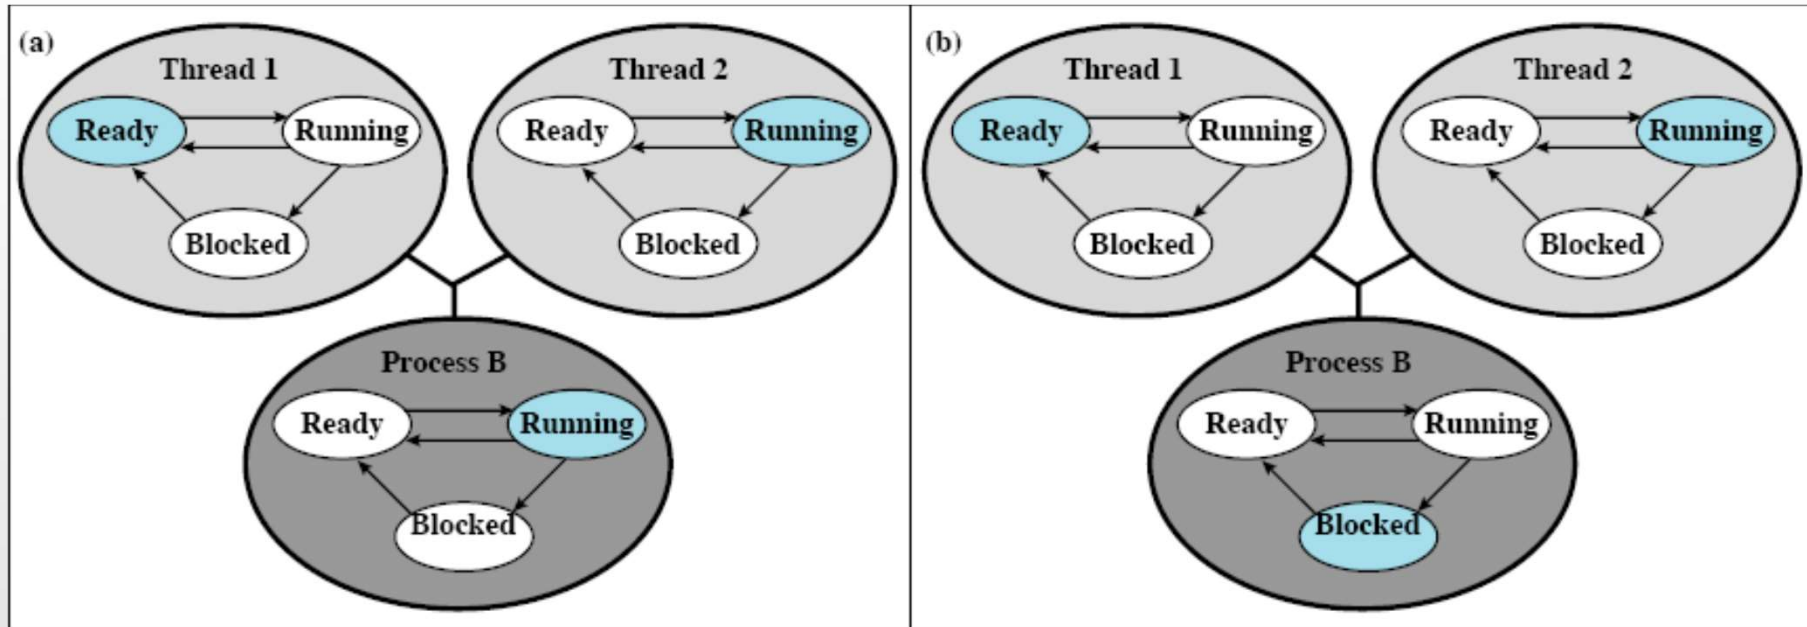 (a)
Thread 1
Ready
Running
Blocked
Thread 2
Ready
Running
Blocked
Process B
Ready
Running
Blocked
(b)
Thread 1
Ready
Running
Blocked
Thread 2
Ready
Running
Blocked
Process B
Ready
Running
Blocked